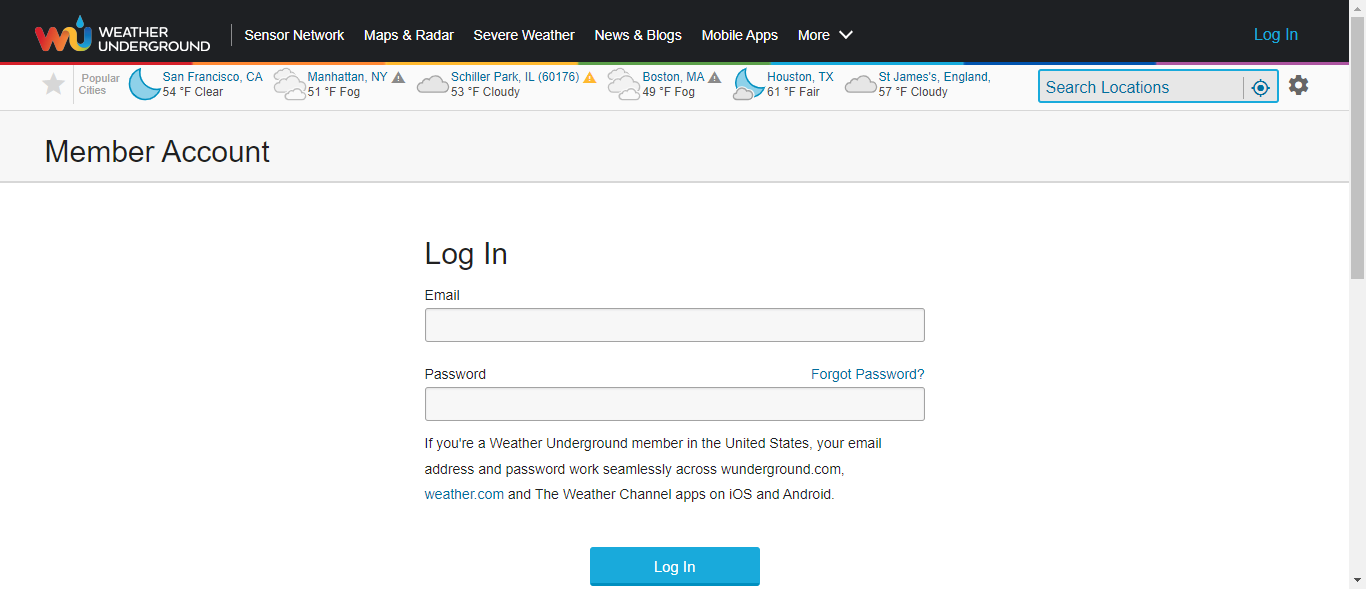 WEATHER
UNDERGROUND
Sensor Network Maps & Radar Severe Weather News & Blogs Mobile Apps More Log In
Popular
Cities
San Francisco, CA
54 °F Clear
Manhattan, NY
51 °F Fog
Schiller Park, IL (60176)
53 °F Cloudy
Boston, MA
49 °F Fog
Houston, TX
61 °F Fair
St James's, England,
57 °F Cloudy
Search Locations
Member Account
Log In
Email
Password Forgot Password?
If you're a Weather Underground member in the United States, your email
address and password work seamlessly across wunderground.com,
weather.com and The Weather Channel apps on iOS and Android.
Log In